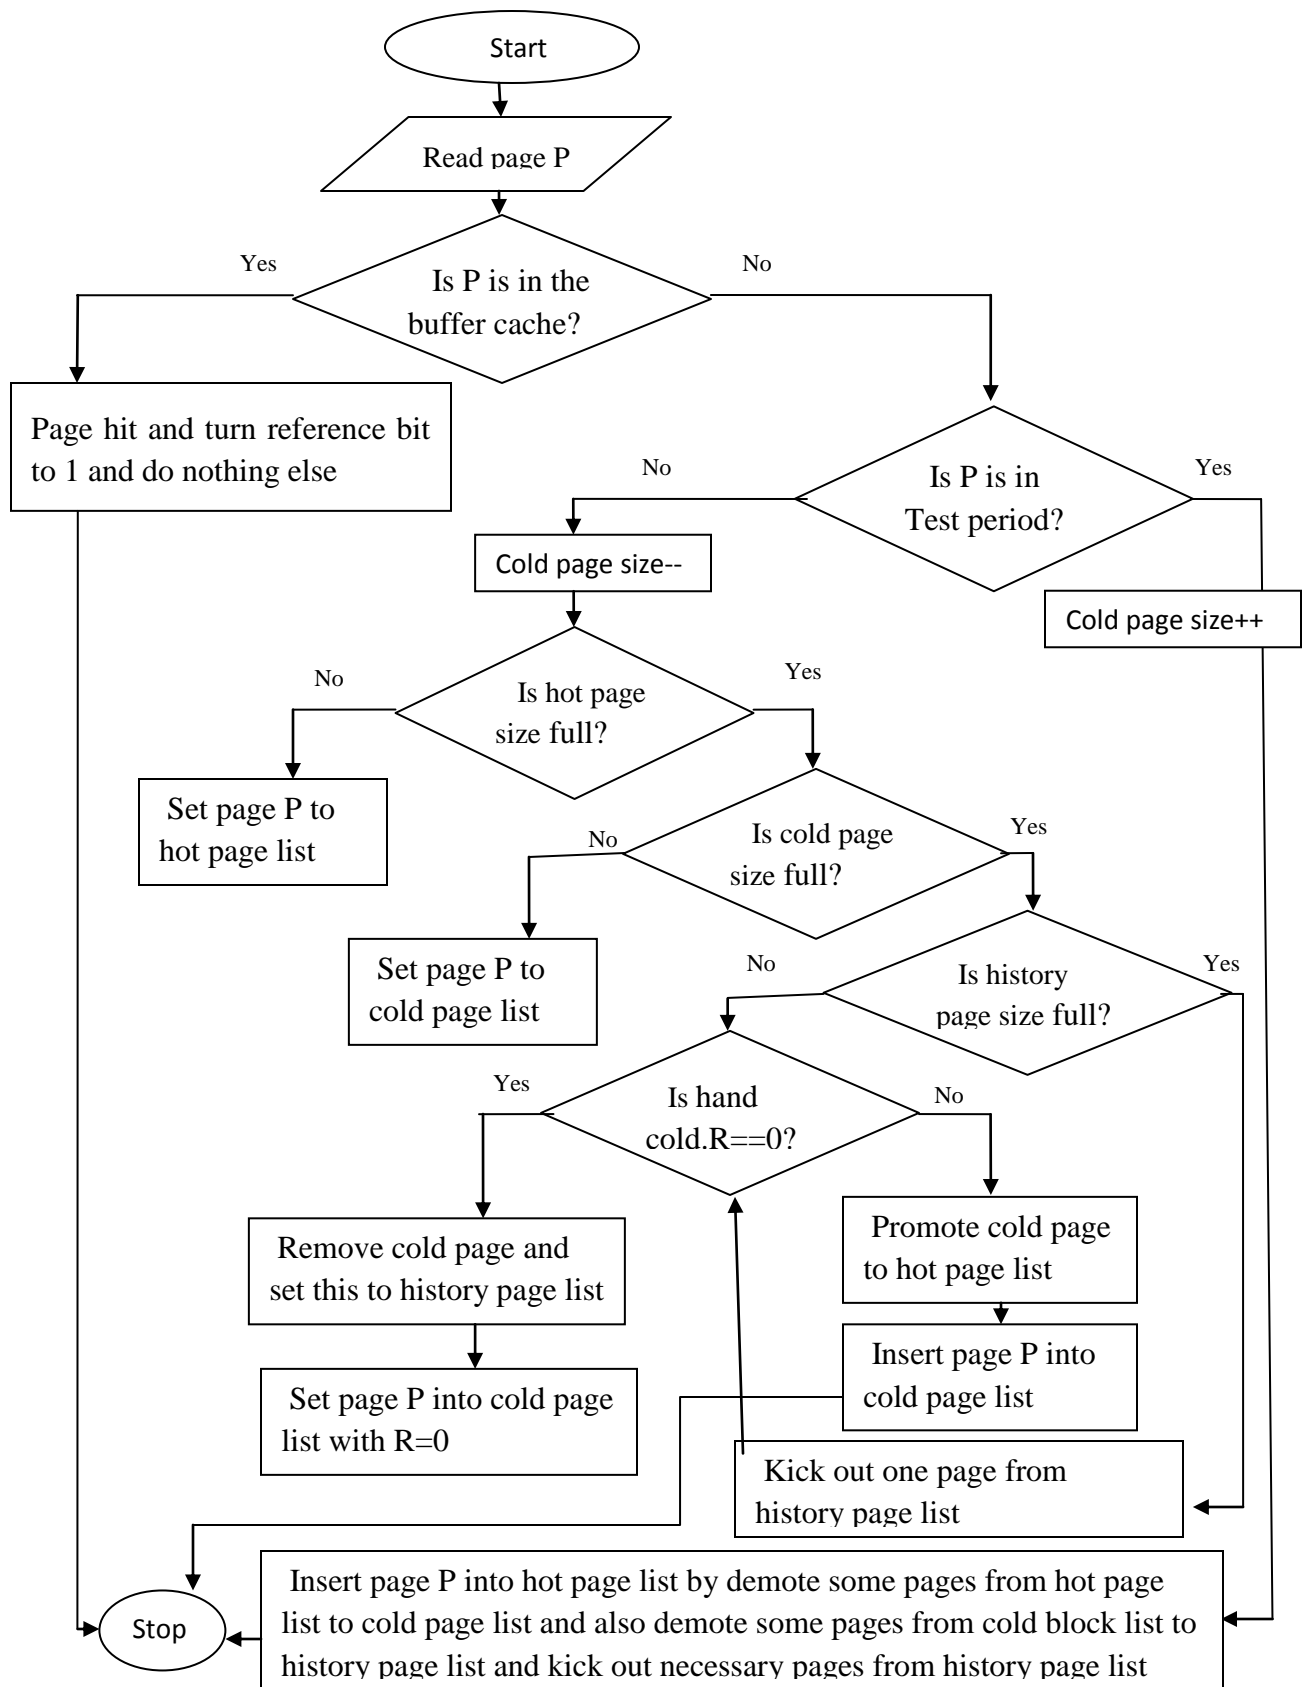 Start
Read page P
Yes
No
Is P is in the
buffer cache?
Page hit and turn reference bit
to 1 and do nothing else
No
Yes
Is P is in
Test period?
Cold page size--
Cold page size++
No
Yes
Is hot page
size full?
Set page P to
hot page list
No
Yes
Is cold page
size full?
Set page P to
cold page list
No
Yes
Is history
page size full?
Yes
No
Is hand
cold.R==0?
Remove cold page and
set this to history page list
Promote cold page
to hot page list
Set page P into cold page
list with R=0
Insert page P into
cold page list
Kick out one page from
history page list
Insert page P into hot page list by demote some pages from hot page
list to cold page list and also demote some pages from cold block list to
history page list and kick out necessary pages from history page list
Stop